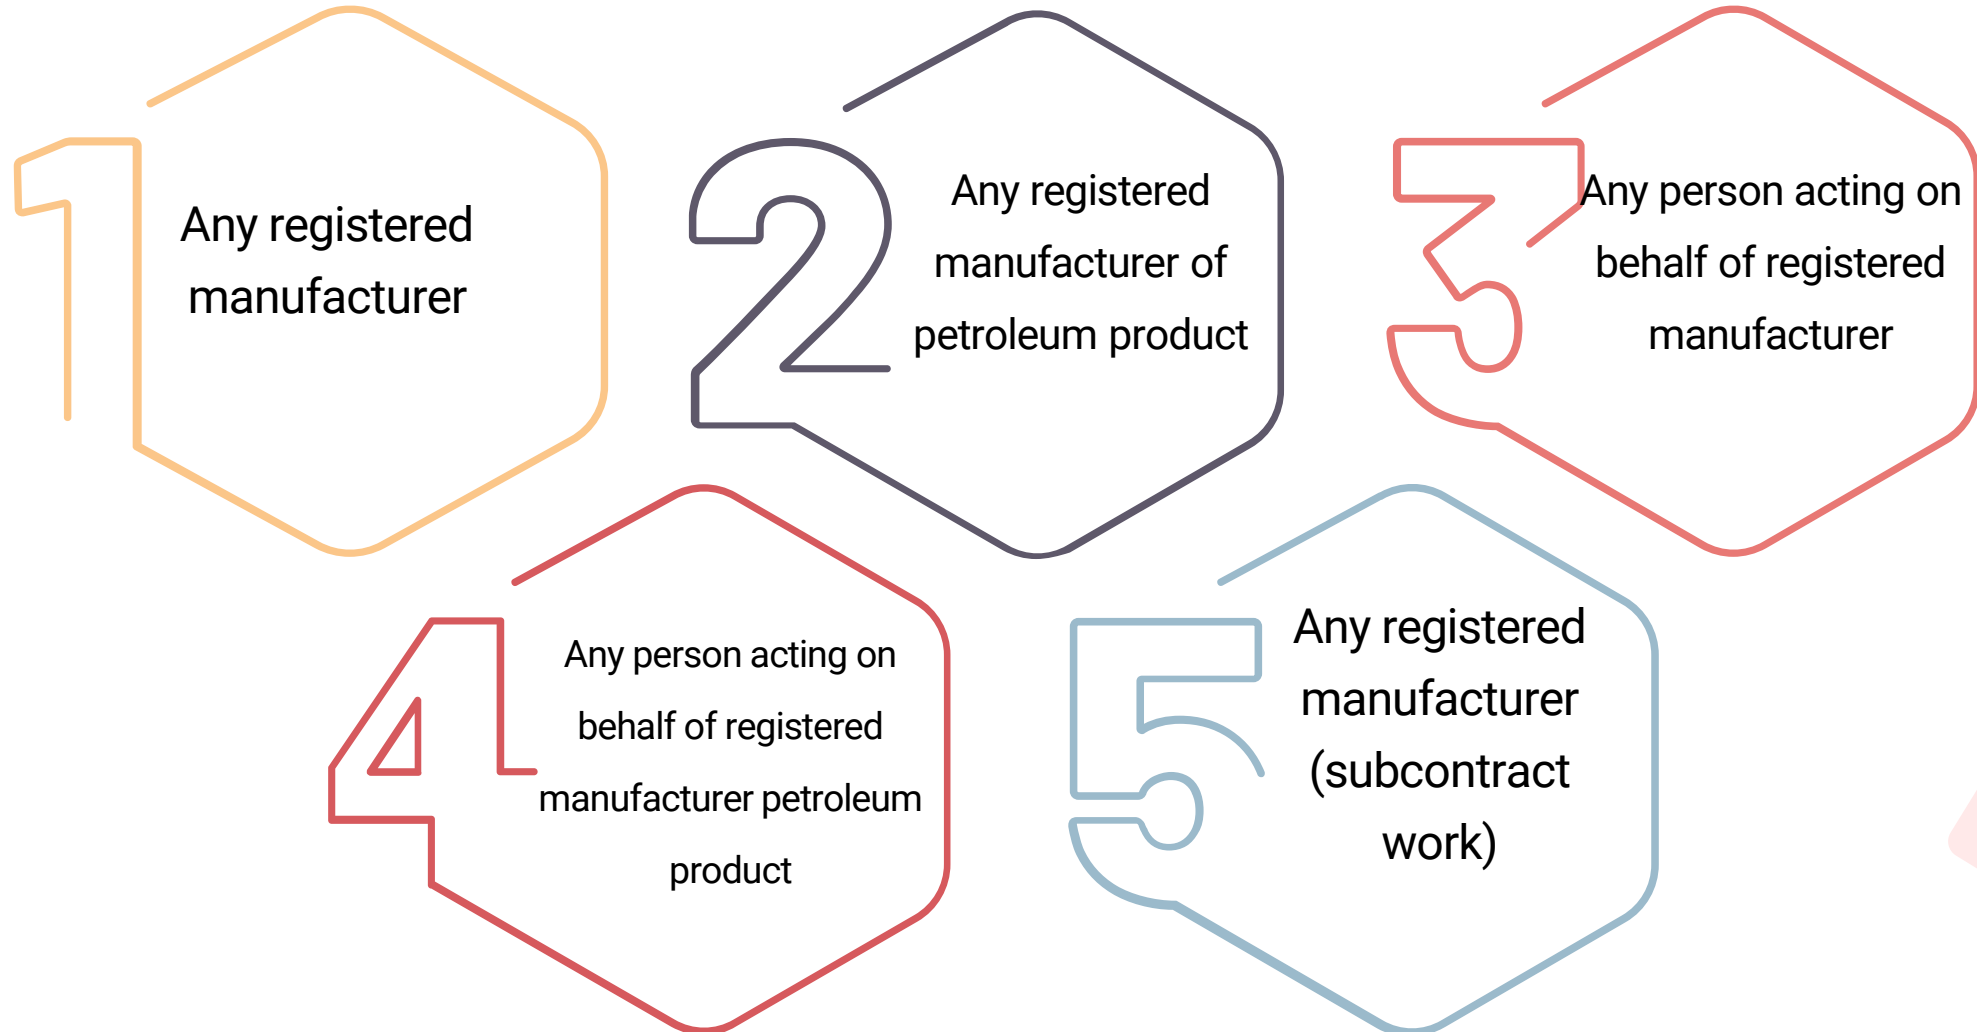 1
Any registered
manufacturer
2
Any registered
manufacturer of
petroleum product
3
Any person acting on
behalf of registered
manufacturer
4
Any person acting on
behalf of registered
manufacturer petroleum
product
5
Any registered
manufacturer
(subcontract
work)